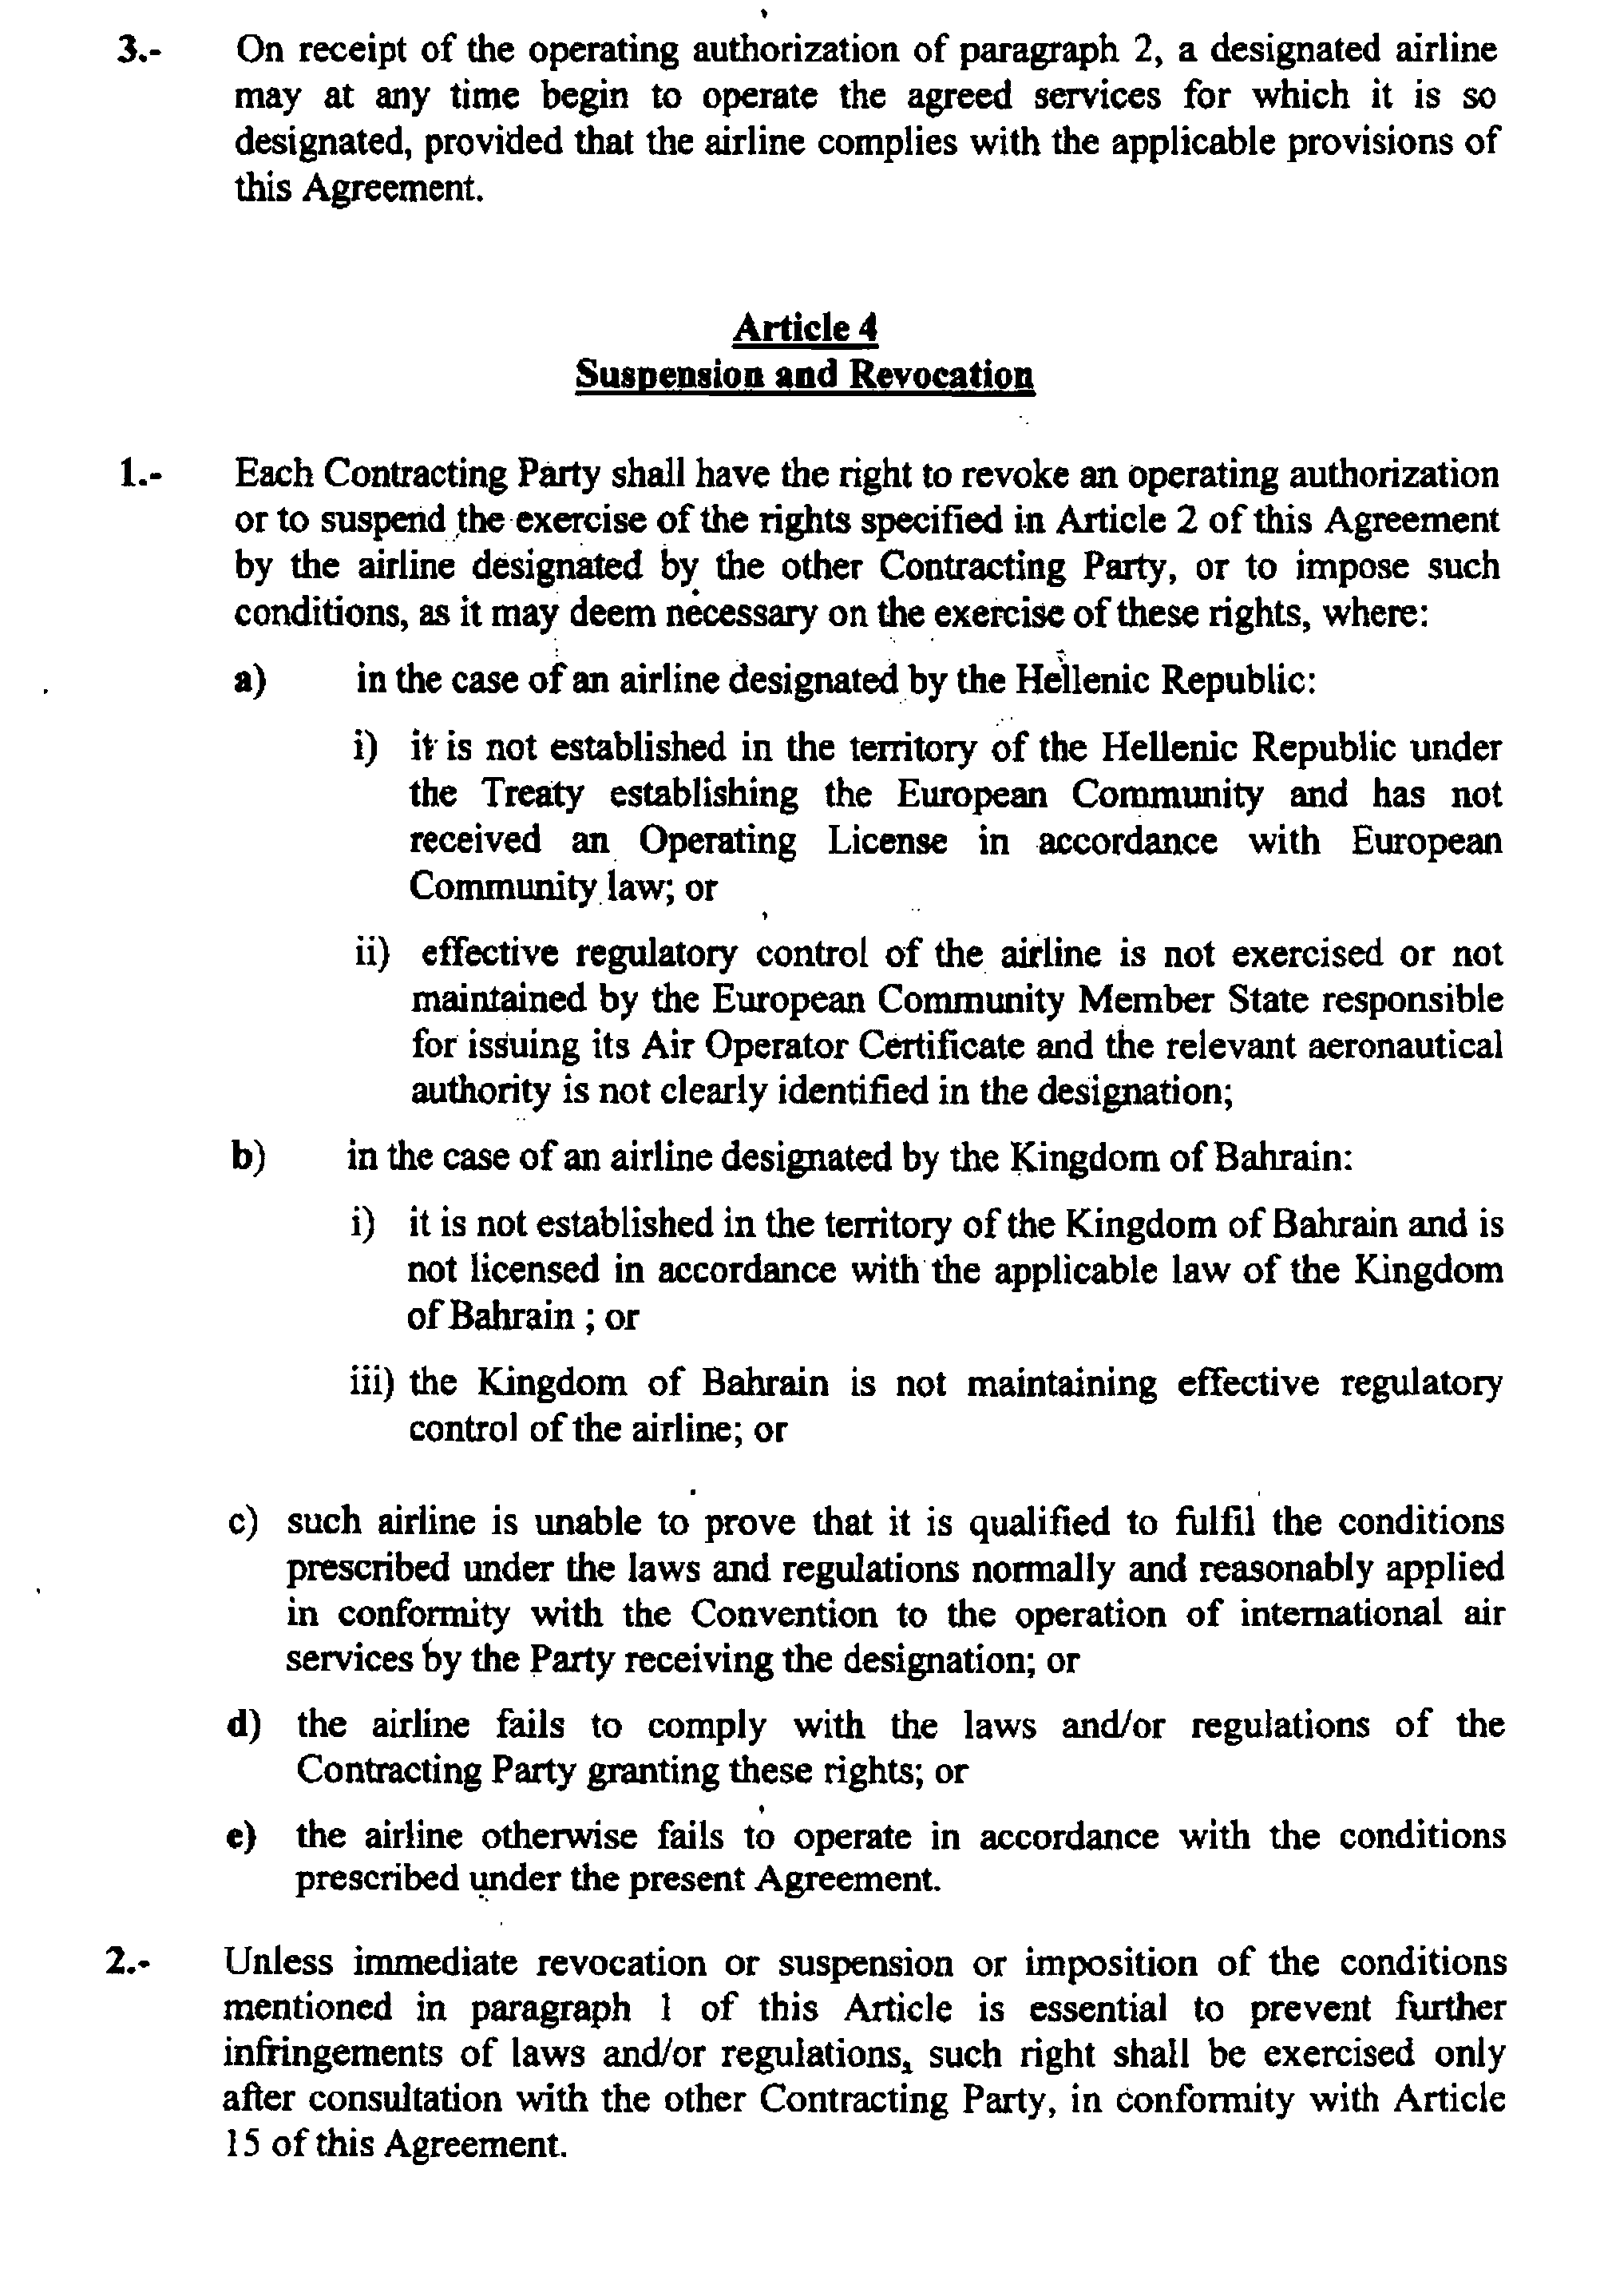 3.- On receipt of the operating authorization of paragraph 2, a designated airline
may at any time begin to operate the agreed services for which it is so
designated, provided that the airline complies with the applicable provisions of
this Agreement.
Article 4
Suspension and Revocation
1.- Each Contracting Party shall have the right to revoke an operating authorization
or to suspend the exercise of the rights specified in Article 2 of this Agreement
by the airline designated by the other Contracting Party, or to impose such
conditions, as it may deem necessary on the exercise of these rights, where:
a) in the case of an airline designated by the Hellenic Republic:
i) it is not established in the territory of the Hellenic Republic under
the Treaty establishing the European Community and has not
received an Operating License in accordance with European
Community law; or
ii) effective regulatory control of the airline is not exercised or not
maintained by the European Community Member State responsible
for issuing its Air Operator Certificate and the relevant aeronautical
authority is not clearly identified in the designation;
b) in the case of an airline designated by the Kingdom of Bahrain:
i) it is not established in the territory of the Kingdom of Bahrain and is
not licensed in accordance with the applicable law of the Kingdom
of Bahrain ; or
iii) the Kingdom of Bahrain is not maintaining effective regulatory
control of the airline; or
c) such airline is unable to prove that it is qualified to fulfil the conditions
prescribed under the laws and regulations normally and reasonably applied
in conformity with the Convention to the operation of international air
services by the Party receiving the designation; or
d) the airline fails to comply with the laws and/or regulations of the
Contracting Party granting these rights; or
e) the airline otherwise fails to operate in accordance with the conditions
prescribed under the present Agreement.
2.- Unless immediate revocation or suspension or imposition of the conditions
mentioned in paragraph 1 of this Article is essential to prevent further
infringements of laws and/or regulations, such right shall be exercised only
after consultation with the other Contracting Party, in conformity with Article
15 of this Agreement.